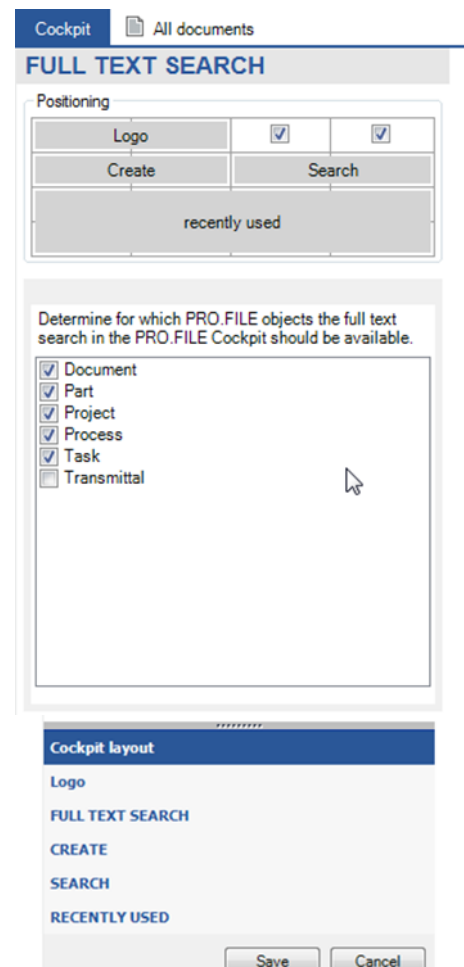 Cockpit
All documents
FULL TEXT SEARCH
Positioning
Logo
Create
Search
recently used
Determine for which PRO.FILE objects the full text
search in the PRO.FILE Cockpit should be available.
Document
Part
Project
Process
Task
Transmittal
Cockpit layout
Logo
FULL TEXT SEARCH
CREATE
SEARCH
RECENTLY USED
Save
Cancel